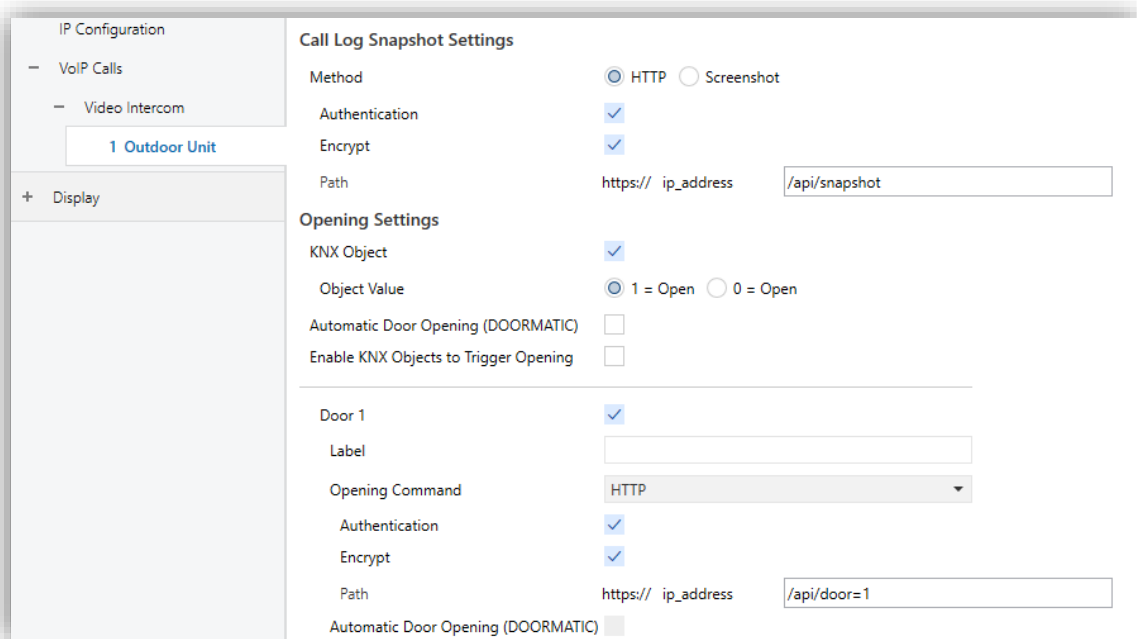 IP Configuration
− VoIP Calls
− Video Intercom
1 Outdoor Unit
+ Display
Call Log Snapshot Settings
Method HTTP Screenshot
Authentication
Encrypt
Path https:// ip_address /api/snapshot
Opening Settings
KNX Object
Object Value 1 = Open 0 = Open
Automatic Door Opening (DOORMATIC)
Enable KNX Objects to Trigger Opening
Door 1
Label
Opening Command HTTP
Authentication
Encrypt
Path https:// ip_address /api/door=1
Automatic Door Opening (DOORMATIC)